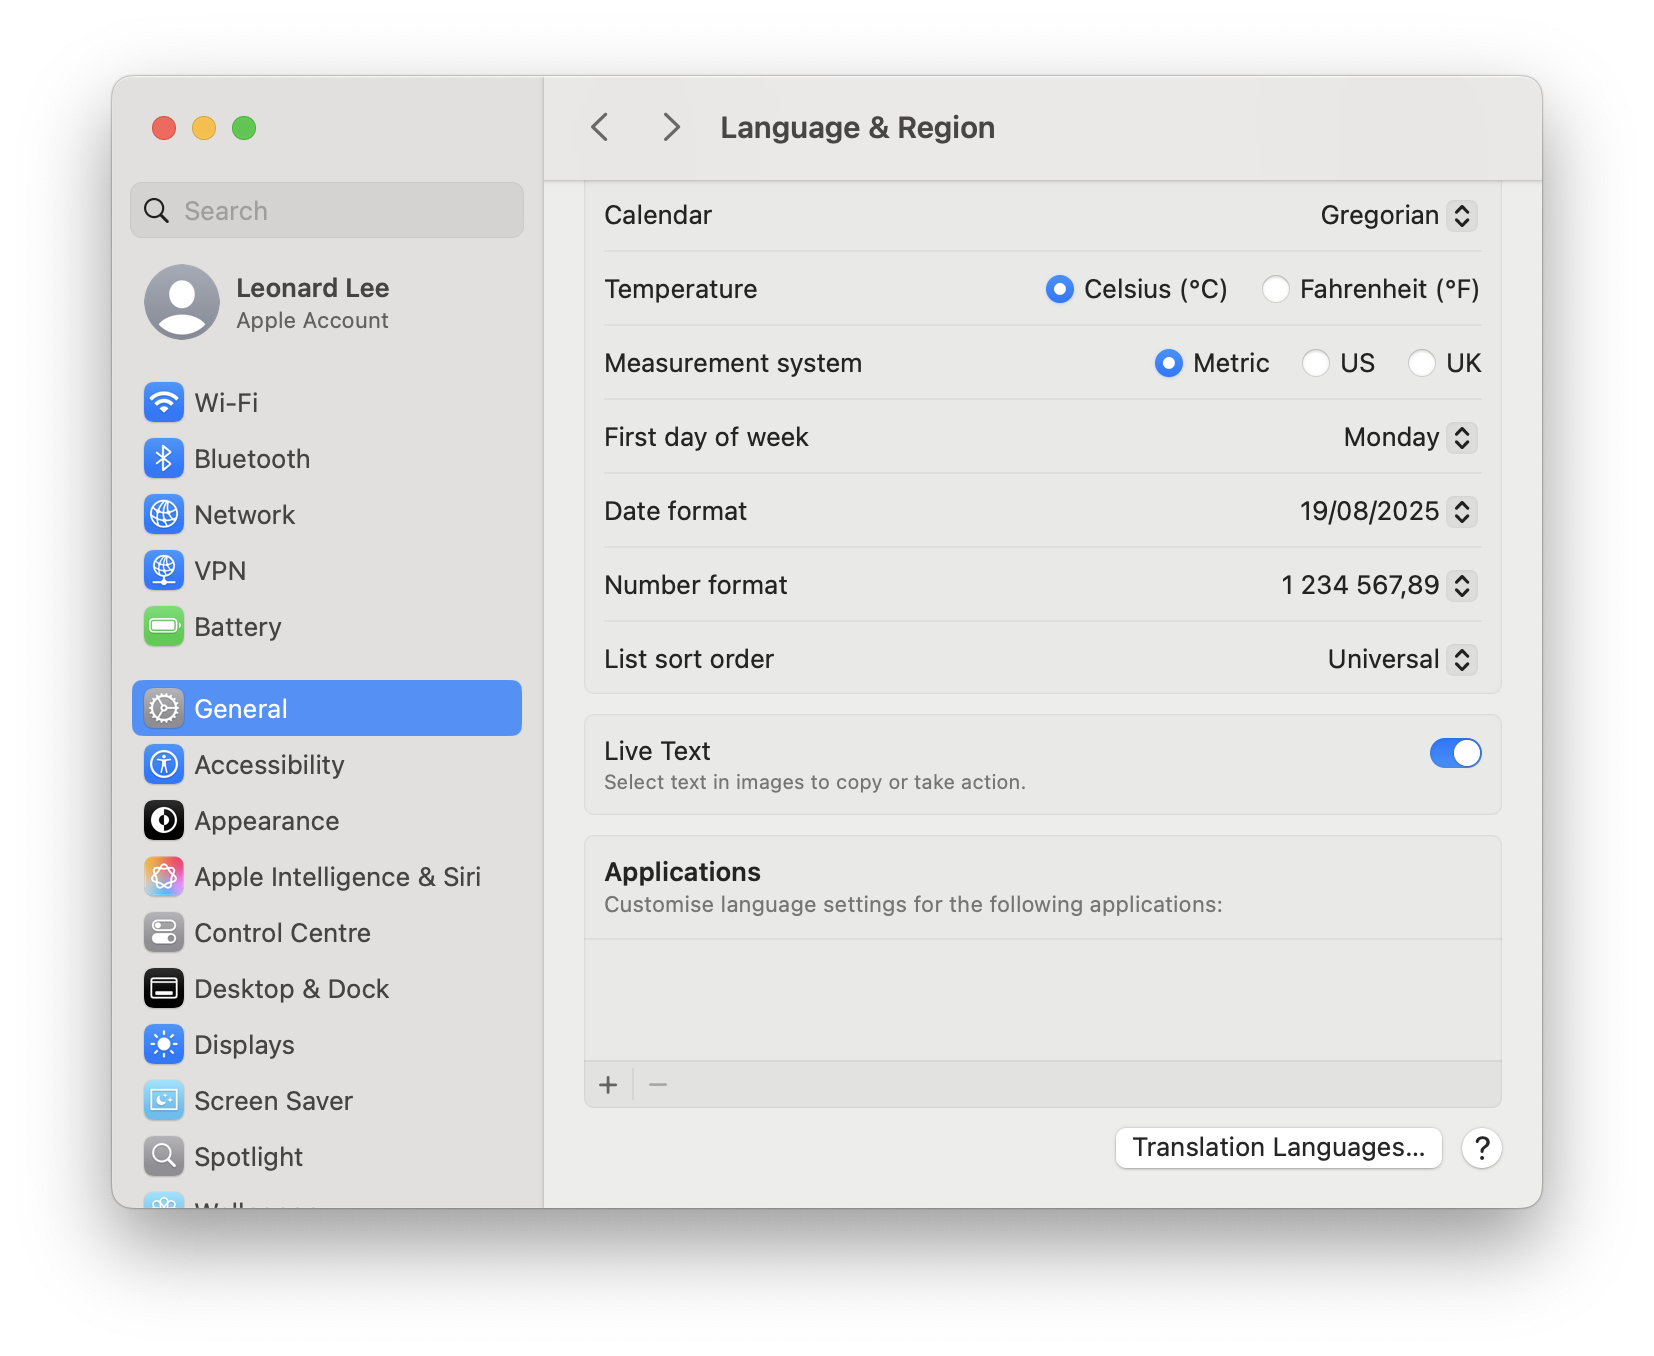 Language & Region
Search
Leonard Lee
Apple Account
Wi-Fi
Bluetooth
Network
VPN
Battery
General
Accessibility
Appearance
Apple Intelligence & Siri
Control Centre
Desktop & Dock
Displays
Screen Saver
Spotlight
Calendar Gregorian
Temperature Celsius (°C) Fahrenheit (°F)
Measurement system Metric US UK
First day of week Monday
Date format 19/08/2025
Number format 1 234 567,89
List sort order Universal
Live Text
Select text in images to copy or take action.
Applications
Customise language settings for the following applications:
Translation Languages... ?